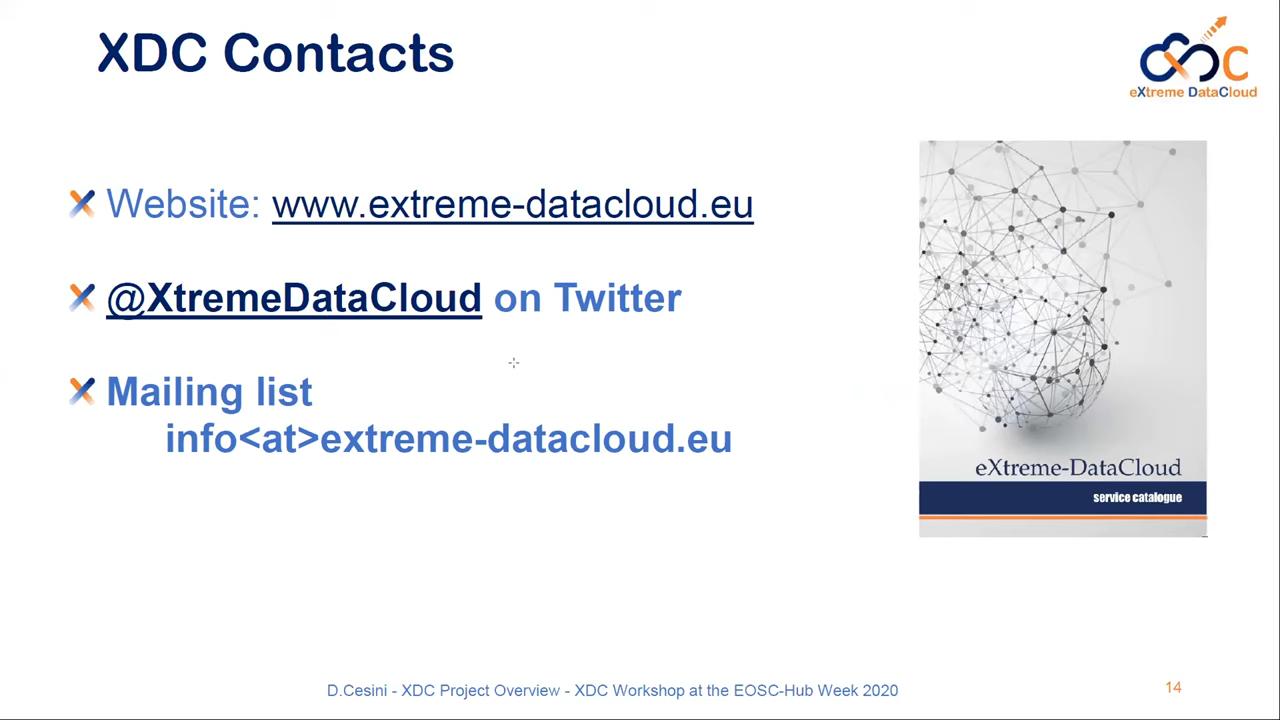 XDC Contacts
eXtreme DataCloud
Website: www.extreme-datacloud.eu
@XtremeDataCloud on Twitter
Mailing list
info<at>extreme-datacloud.eu
eXtreme-DataCloud
service catalogue
D.Cesini - XDC Project Overview - XDC Workshop at the EOSC-Hub Week 2020
14